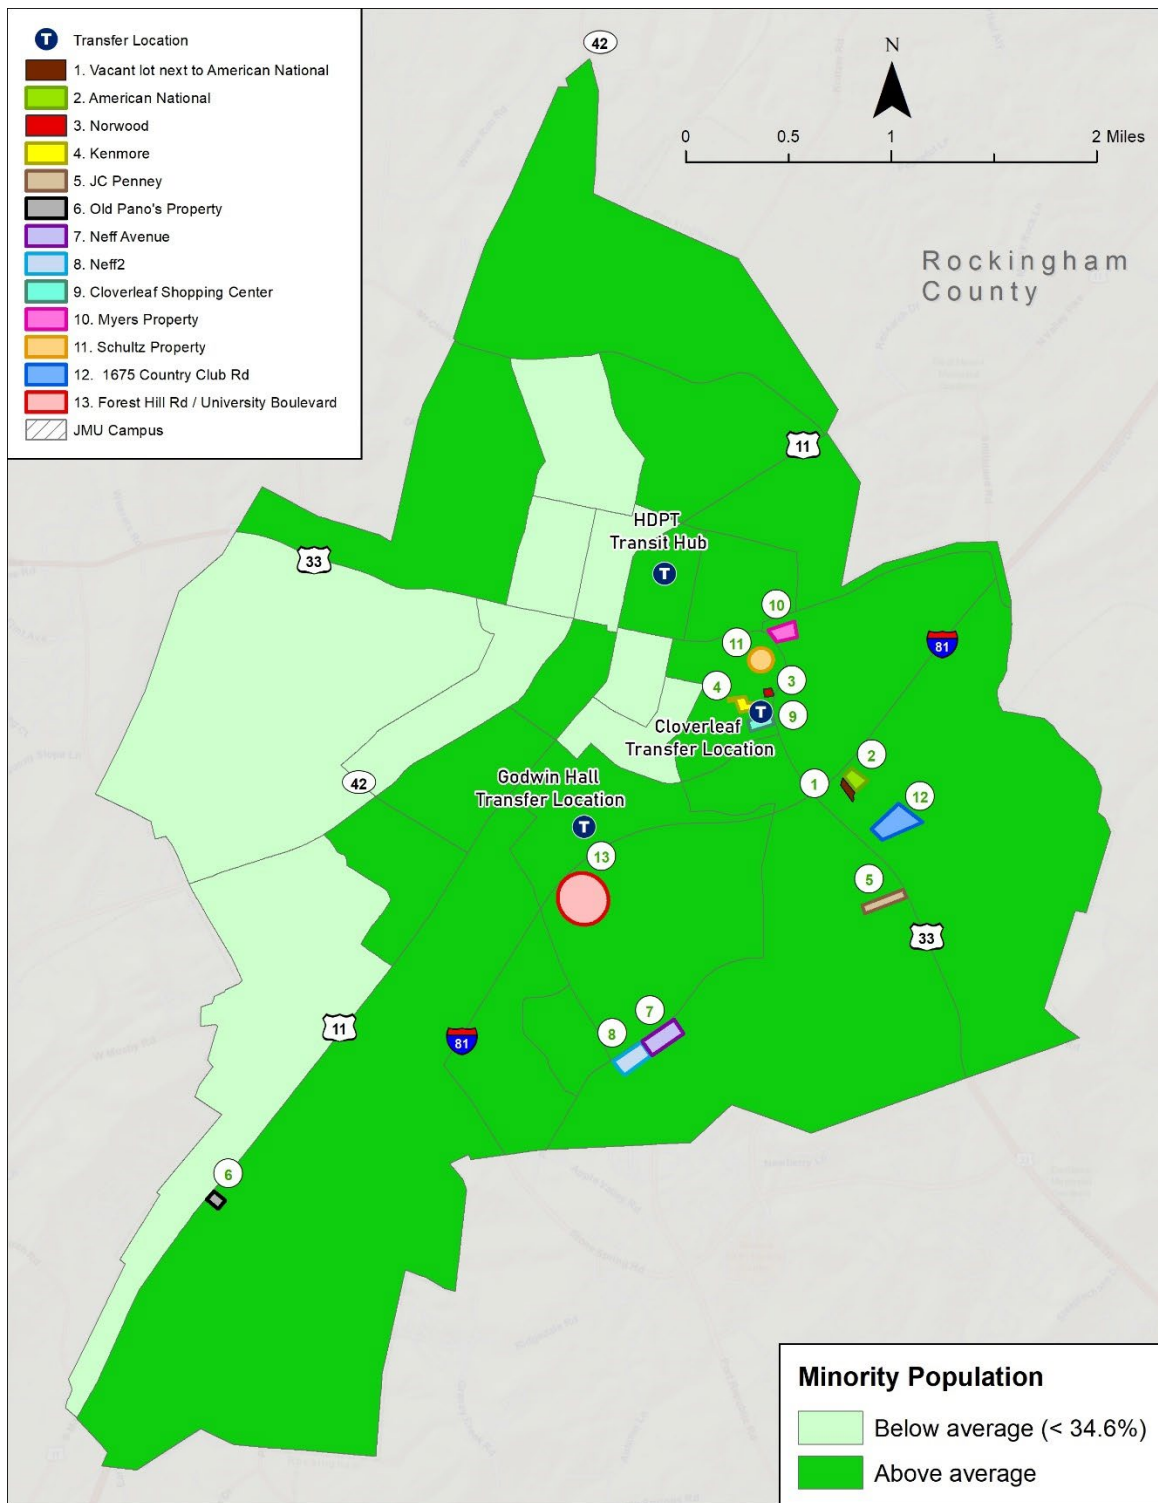 T Transfer Location
1. Vacant lot next to American National
2. American National
3. Norwood
4. Kenmore
5. JC Penney
6. Old Pano's Property
7. Neff Avenue
8. Neff2
9. Cloverleaf Shopping Center
10. Myers Property
11. Schultz Property
12. 1675 Country Club Rd
13. Forest Hill Rd / University Boulevard
JMU Campus
42
N
0 0.5 1 2 Miles
Rockingham
County
11
33
HDPT
Transit Hub
T
10
11
81
3
4
T
9
Cloverleaf
Transfer Location
2
1
12
42
Godwin Hall
Transfer Location
T
13
5
33
11
81
7
8
6
Minority Population
Below average (< 34.6%)
Above average